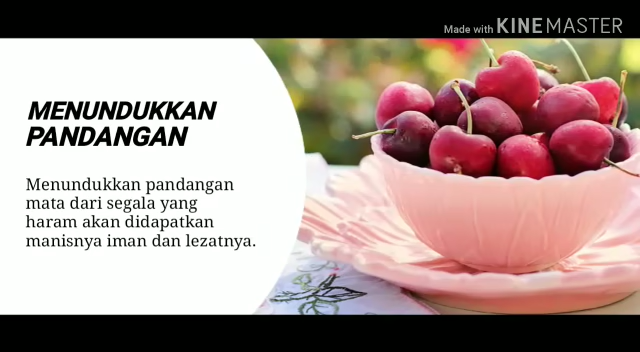 Made with KINEMASTER
MENUNDUKKAN
PANDANGAN
Menundukkan pandangan
mata dari segala yang
haram akan didapatkan
manisnya iman dan lezatnya.